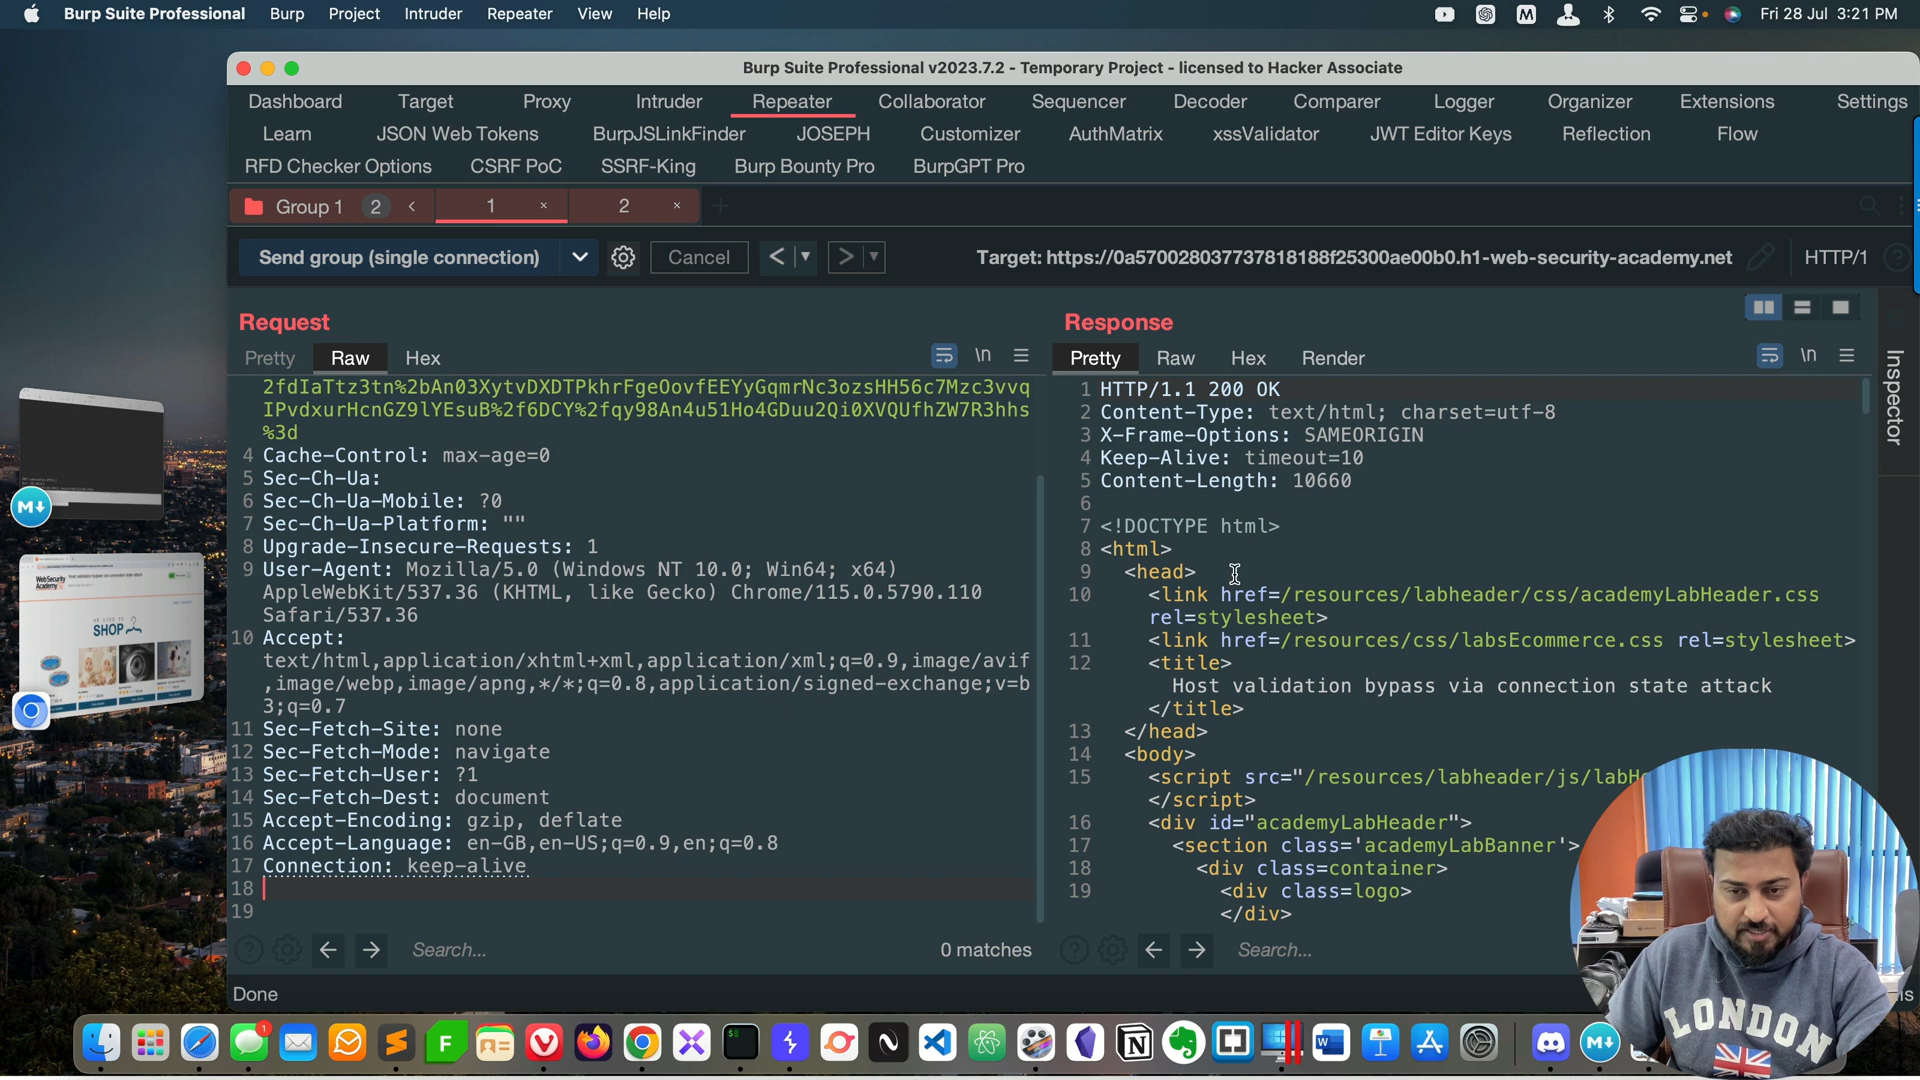 Burp Suite Professional Burp Project Intruder Repeater View Help Fri 28 Jul 3:21 PM
Burp Suite Professional v2023.7.2 - Temporary Project - licensed to Hacker Associate
Dashboard Target Proxy Intruder Repeater Collaborator Sequencer Decoder Comparer Logger Organizer Extensions Settings
Learn JSON Web Tokens BurpJSLinkFinder JOSEPH Customizer AuthMatrix xssValidator JWT Editor Keys Reflection Flow
RFD Checker Options CSRF PoC SSRF-King Burp Bounty Pro BurpGPT Pro
Group 1 2 < 1 × 2 × +
Send group (single connection) Cancel < > Target: https://0a570028037737818188f25300ae00b0.h1-web-security-academy.net HTTP/1
Request
Pretty Raw Hex \n
2fdIaTtz3tn%2bAn03XytvDXDTPkhrFgeOovfEEYyGqmrNc3ozsHH56c7Mzc3vvq
IPvdxurHcnGZ9lYEsuB%2f6DCY%2fqy98An4u51Ho4GDuu2Qi0XVQUfhZW7R3hhs
%3d
4 Cache-Control: max-age=0
5 Sec-Ch-Ua:
6 Sec-Ch-Ua-Mobile: ?0
7 Sec-Ch-Ua-Platform: ""
8 Upgrade-Insecure-Requests: 1
9 User-Agent: Mozilla/5.0 (Windows NT 10.0; Win64; x64)
AppleWebKit/537.36 (KHTML, like Gecko) Chrome/115.0.5790.110
Safari/537.36
10 Accept:
text/html,application/xhtml+xml,application/xml;q=0.9,image/avif
,image/webp,image/apng,*/*;q=0.8,application/signed-exchange;v=b
3;q=0.7
11 Sec-Fetch-Site: none
12 Sec-Fetch-Mode: navigate
13 Sec-Fetch-User: ?1
14 Sec-Fetch-Dest: document
15 Accept-Encoding: gzip, deflate
16 Accept-Language: en-GB,en-US;q=0.9,en;q=0.8
17 Connection: keep-alive
18
19
Search... 0 matches
Response
Pretty Raw Hex Render \n
1 HTTP/1.1 200 OK
2 Content-Type: text/html; charset=utf-8
3 X-Frame-Options: SAMEORIGIN
4 Keep-Alive: timeout=10
5 Content-Length: 10660
6
7 <!DOCTYPE html>
8 <html>
9 <head>
10 <link href=/resources/labheader/css/academyLabHeader.css
rel=stylesheet>
11 <link href=/resources/css/labsEcommerce.css rel=stylesheet>
12 <title>
Host validation bypass via connection state attack
</title>
13 </head>
14 <body>
15 <script src="/resources/labheader/js/labH
</script>
16 <div id="academyLabHeader">
17 <section class='academyLabBanner'>
18 <div class=container>
19 <div class=logo>
</div>
Search...
Inspector
Done
SHOP
LONDON